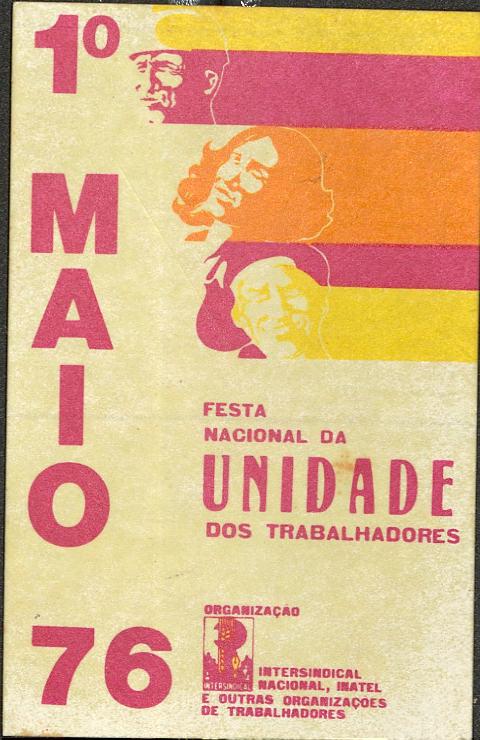 1º
MAIO
76
FESTA
NACIONAL DA
UNIDADE
DOS TRABALHADORES
ORGANIZAÇÃO
INTERSINDICAL
INTERSINDICAL
NACIONAL, INATEL
E OUTRAS ORGANIZAÇÕES
DE TRABALHADORES